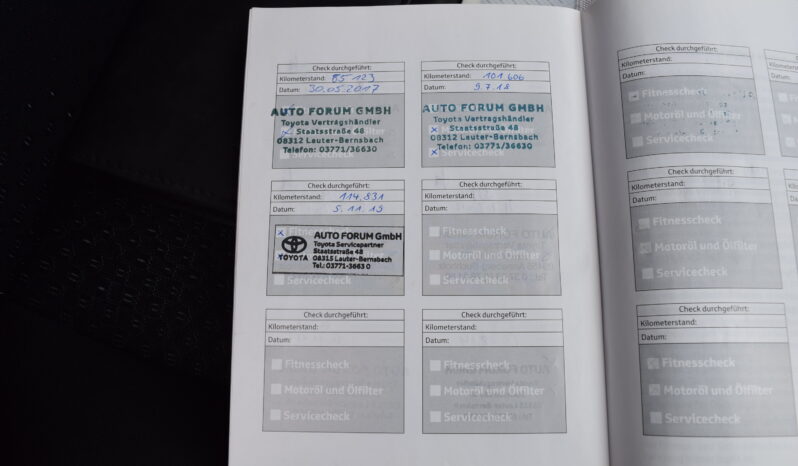 Check durchgeführt:
Kilometerstand: 85 123
Datum: 30.05.2017
AUTO FORUM GMBH
Toyota Vertragshändler
Staatsstraße 48
08312 Lauter-Bernsbach
Telefon: 03771/36630
Check durchgeführt:
Kilometerstand: 101 606
Datum: 9.7.18
AUTO FORUM GMBH
Toyota Vertragshändler
Staatsstraße 48
08312 Lauter-Bernsbach
Telefon: 03771/36630
Servicecheck
Check durchgeführt:
Kilometerstand: 114.831
Datum: 5.11.19
TOYOTA
AUTO FORUM GmbH
Toyota Servicepartner
Staatsstraße 48
08315 Lauter-Bernsbach
Tel.: 03771-3663 0
Servicecheck
Check durchgeführt:
Kilometerstand:
Datum:
Fitnesscheck
Motoröl und Ölfilter
Servicecheck
Check durchgeführt:
Kilometerstand:
Datum:
Fitnesscheck
Motoröl und Ölfilter
Servicecheck
Check durchgeführt:
Kilometerstand:
Datum:
Fitnesscheck
Motoröl und Ölfilter
Servicecheck
Check durchgeführt:
Kilometerstand:
Datum:
Fitnesscheck
Motoröl und Ölfilter
Servicecheck
Check durchgeführt:
Kilometerstand:
Datum:
Fitnesscheck
Motoröl und Ölfilter
Servicecheck
Check durchgeführt:
Kilometerstand:
Datum:
Fitnesscheck
Motoröl und Ölfilter
Servicecheck